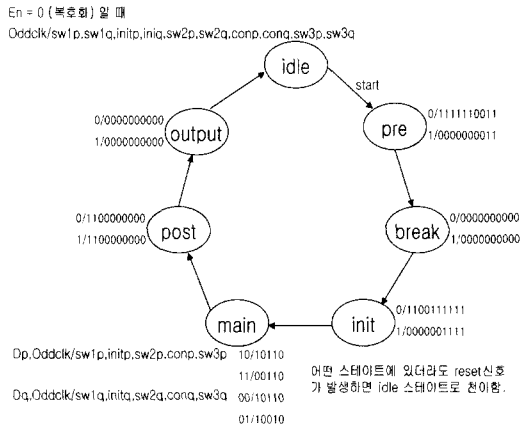 En = 0 (복호화) 일 때
Oddclk/sw1p,sw1q,initp,iniq,sw2p,sw2q,conp,conq,sw3p,sw3q
idle
start
pre
0/1111110011
1/0000000011
output
0/0000000000
1/0000000000
post
0/1100000000
1/1100000000
break
0/0000000000
1/0000000000
init
0/1100111111
1/0000001111
main
Dp,Oddclk/sw1p,initp,sw2p,conp,sw3p 10/10110
11/00110
Dq,Oddclk/sw1q,initq,sw2q,conq,sw3q 00/10110
01/10010
어떤 스테이트에 있더라도 reset신호
가 발생하면 idle 스테이트로 천이함.